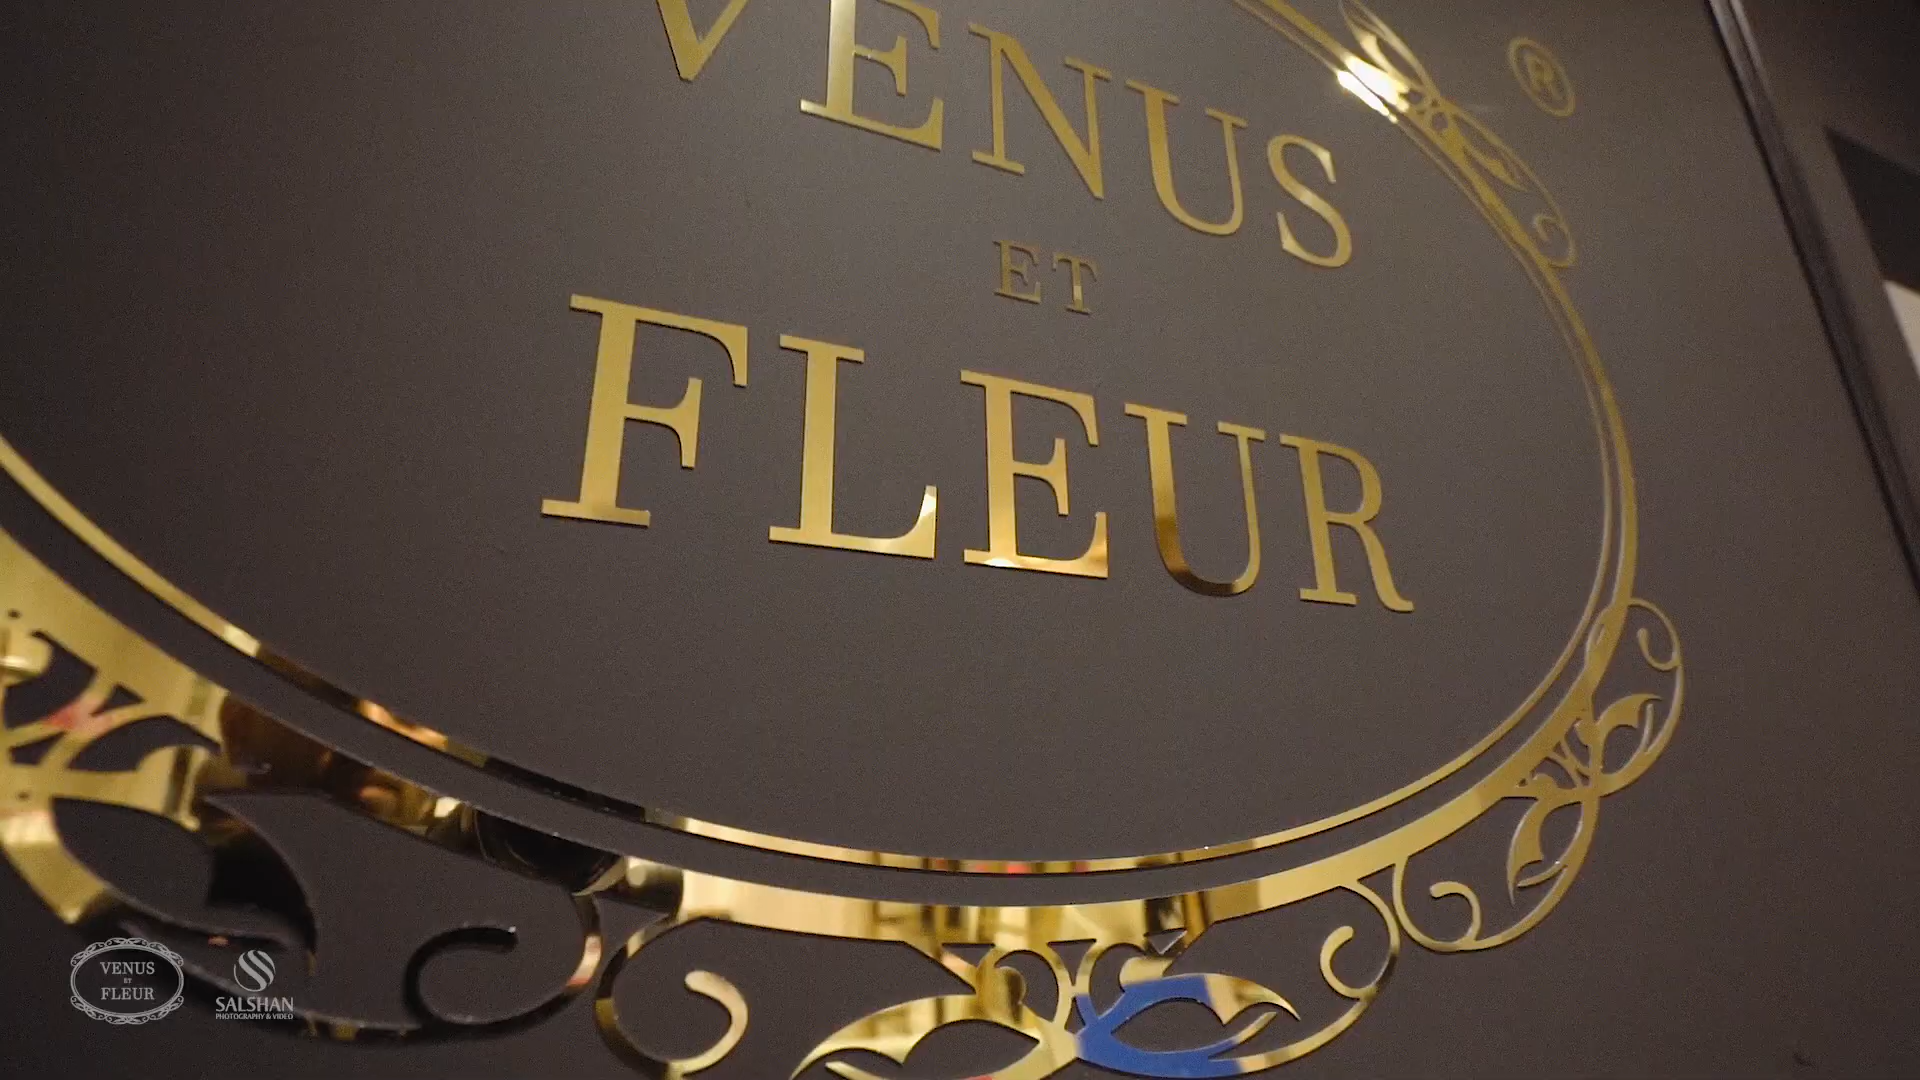 VENUS
®
ET
FLEUR
VENUS
ET
FLEUR
SALSHAN
PHOTOGRAPHY & VIDEO